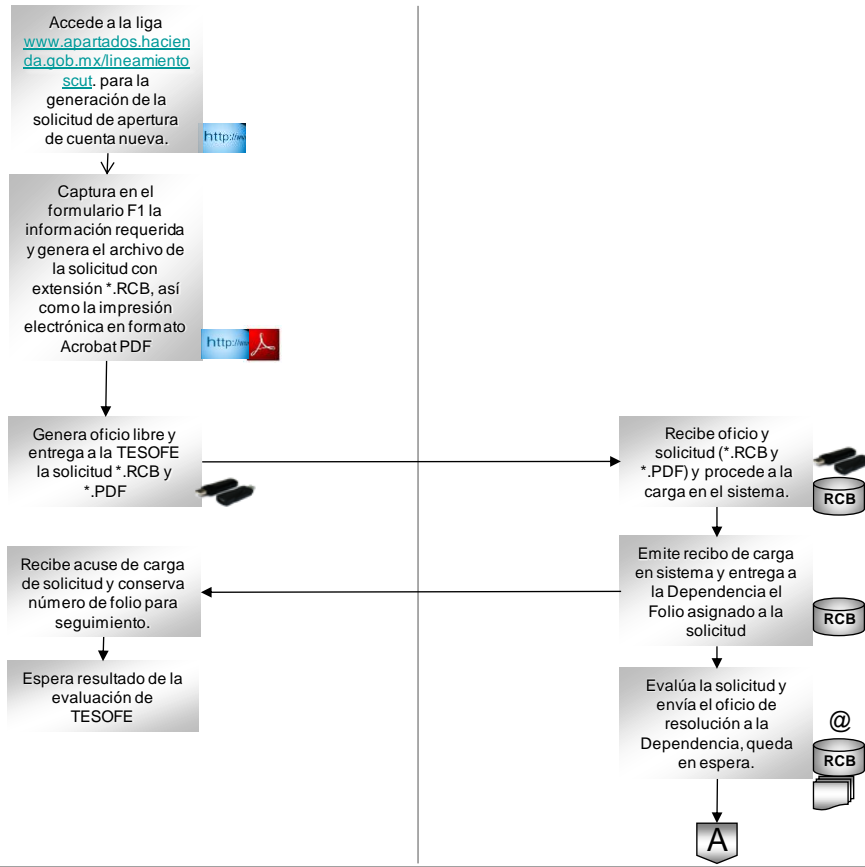 Accede a la liga
www.apartados.hacien
da.gob.mx/lineamiento
scut. para la
generación de la
solicitud de apertura
de cuenta nueva.
http://ww
Captura en el
formulario F1 la
información requerida
y genera el archivo de
la solicitud con
extensión *.RCB, así
como la impresión
electrónica en formato
Acrobat PDF
http://ww
Genera oficio libre y
entrega a la TESOFE
la solicitud *.RCB y
*.PDF
Recibe oficio y
solicitud (*.RCB y
*.PDF) y procede a la
carga en el sistema.
RCB
Emite recibo de carga
en sistema y entrega a
la Dependencia el
Folio asignado a la
solicitud
RCB
Recibe acuse de carga
de solicitud y conserva
número de folio para
seguimiento.
Espera resultado de la
evaluación de
TESOFE
Evalúa la solicitud y
envía el oficio de
resolución a la
Dependencia, queda
en espera.
@
RCB
A